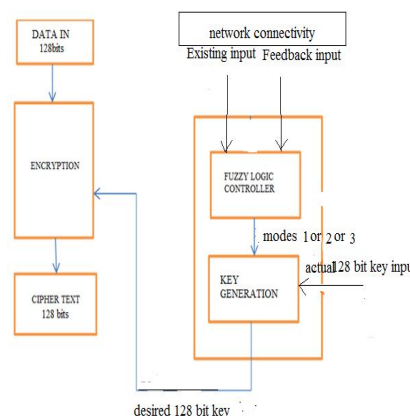 DATA IN
128bits
network connectivity
Existing input Feedback input
ENCRYPTION
FUZZY LOGIC
CONTROLLER
modes 1 or 2 or 3
KEY
GENERATION
actual 128 bit key input
CIPHER TEXT
128 bits
desired 128 bit key